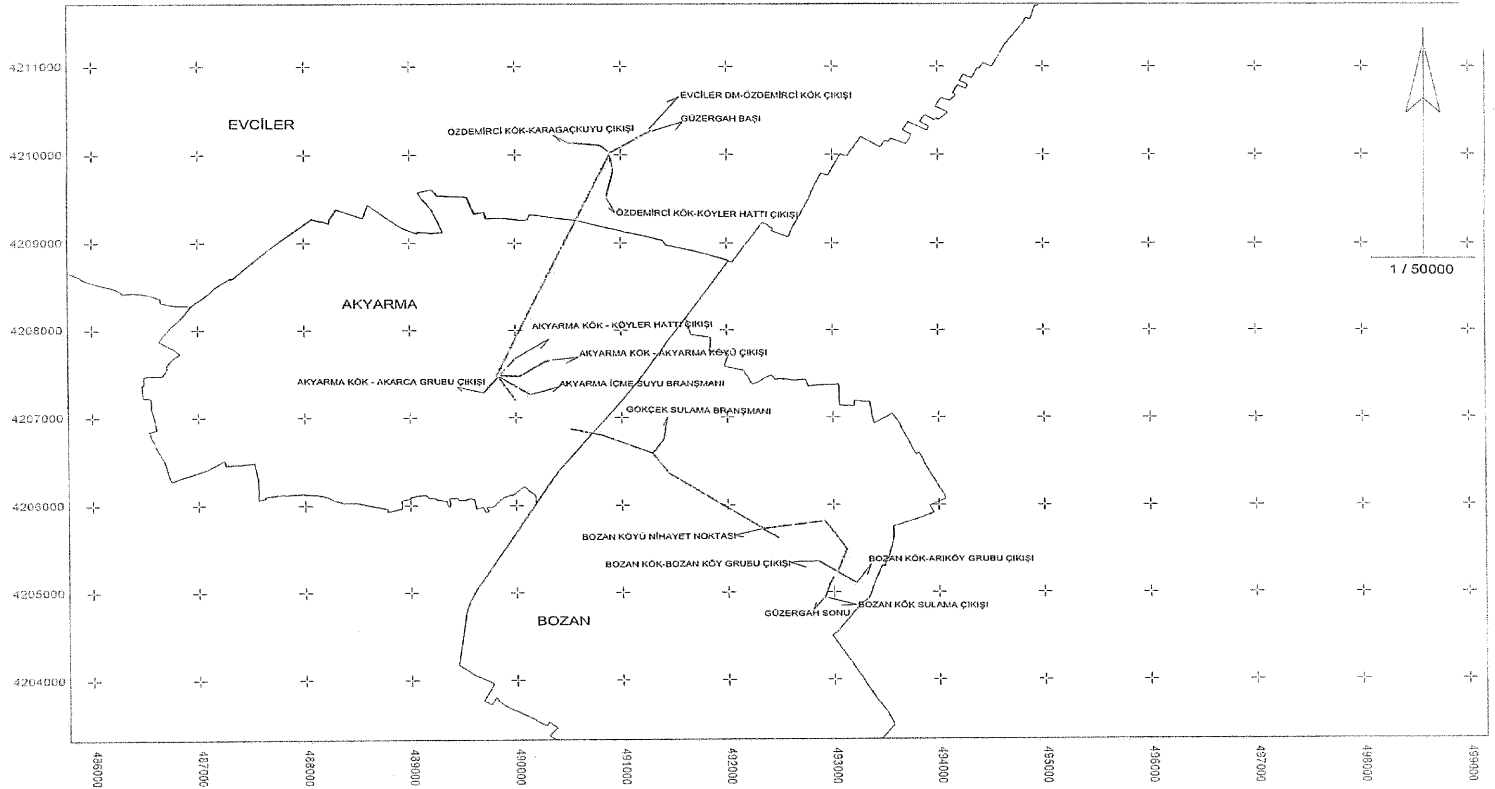 4211000
EVCİLER DM-ÖZDEMİRCİ KÖK ÇIKIŞI
GÜZERGAH BAŞI
EVCİLER
ÖZDEMİRCİ KÖK-KARAGAÇKUYU ÇIKIŞI
4210000
ÖZDEMİRCİ KÖK-KÖYLER HATTI ÇIKIŞI
4209000
1 / 50000
AKYARMA
4208000
AKYARMA KÖK - KÖYLER HATTI ÇIKIŞI
AKYARMA KÖK - AKYARMA KÖYÜ ÇIKIŞI
AKYARMA KÖK - AKARCA GRUBU ÇIKIŞI
AKYARMA İÇME SUYU BRANŞMANI
4207000
GÖKÇEK SULAMA BRANŞMANI
4206000
BOZAN KÖYÜ NİHAYET NOKTASI
BOZAN KÖK-ARIKÖY GRUBU ÇIKIŞI
BOZAN KÖK-BOZAN KÖY GRUBU ÇIKIŞI
4205000
BOZAN KÖK SULAMA ÇIKIŞI
GÜZERGAH SONU
BOZAN
4204000
486000
487000
488000
489000
490000
491000
492000
493000
494000
495000
496000
497000
498000
499000